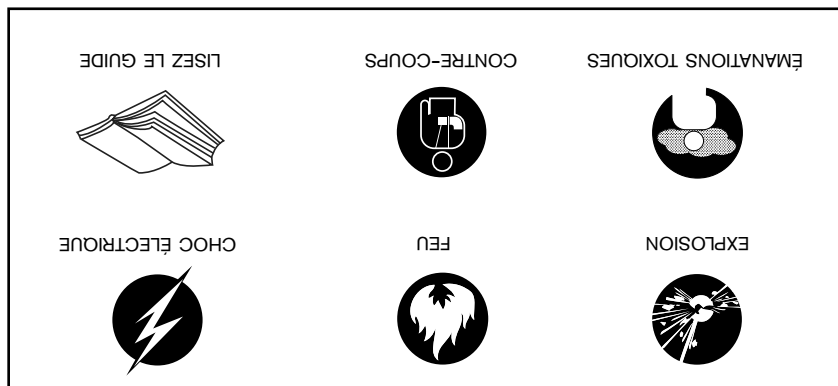 EXPLOSION
FEU
CHOC ÉLECTRIQUE
ÉMANATIONS TOXIQUES
CONTRE-COUPS
LISEZ LE GUIDE